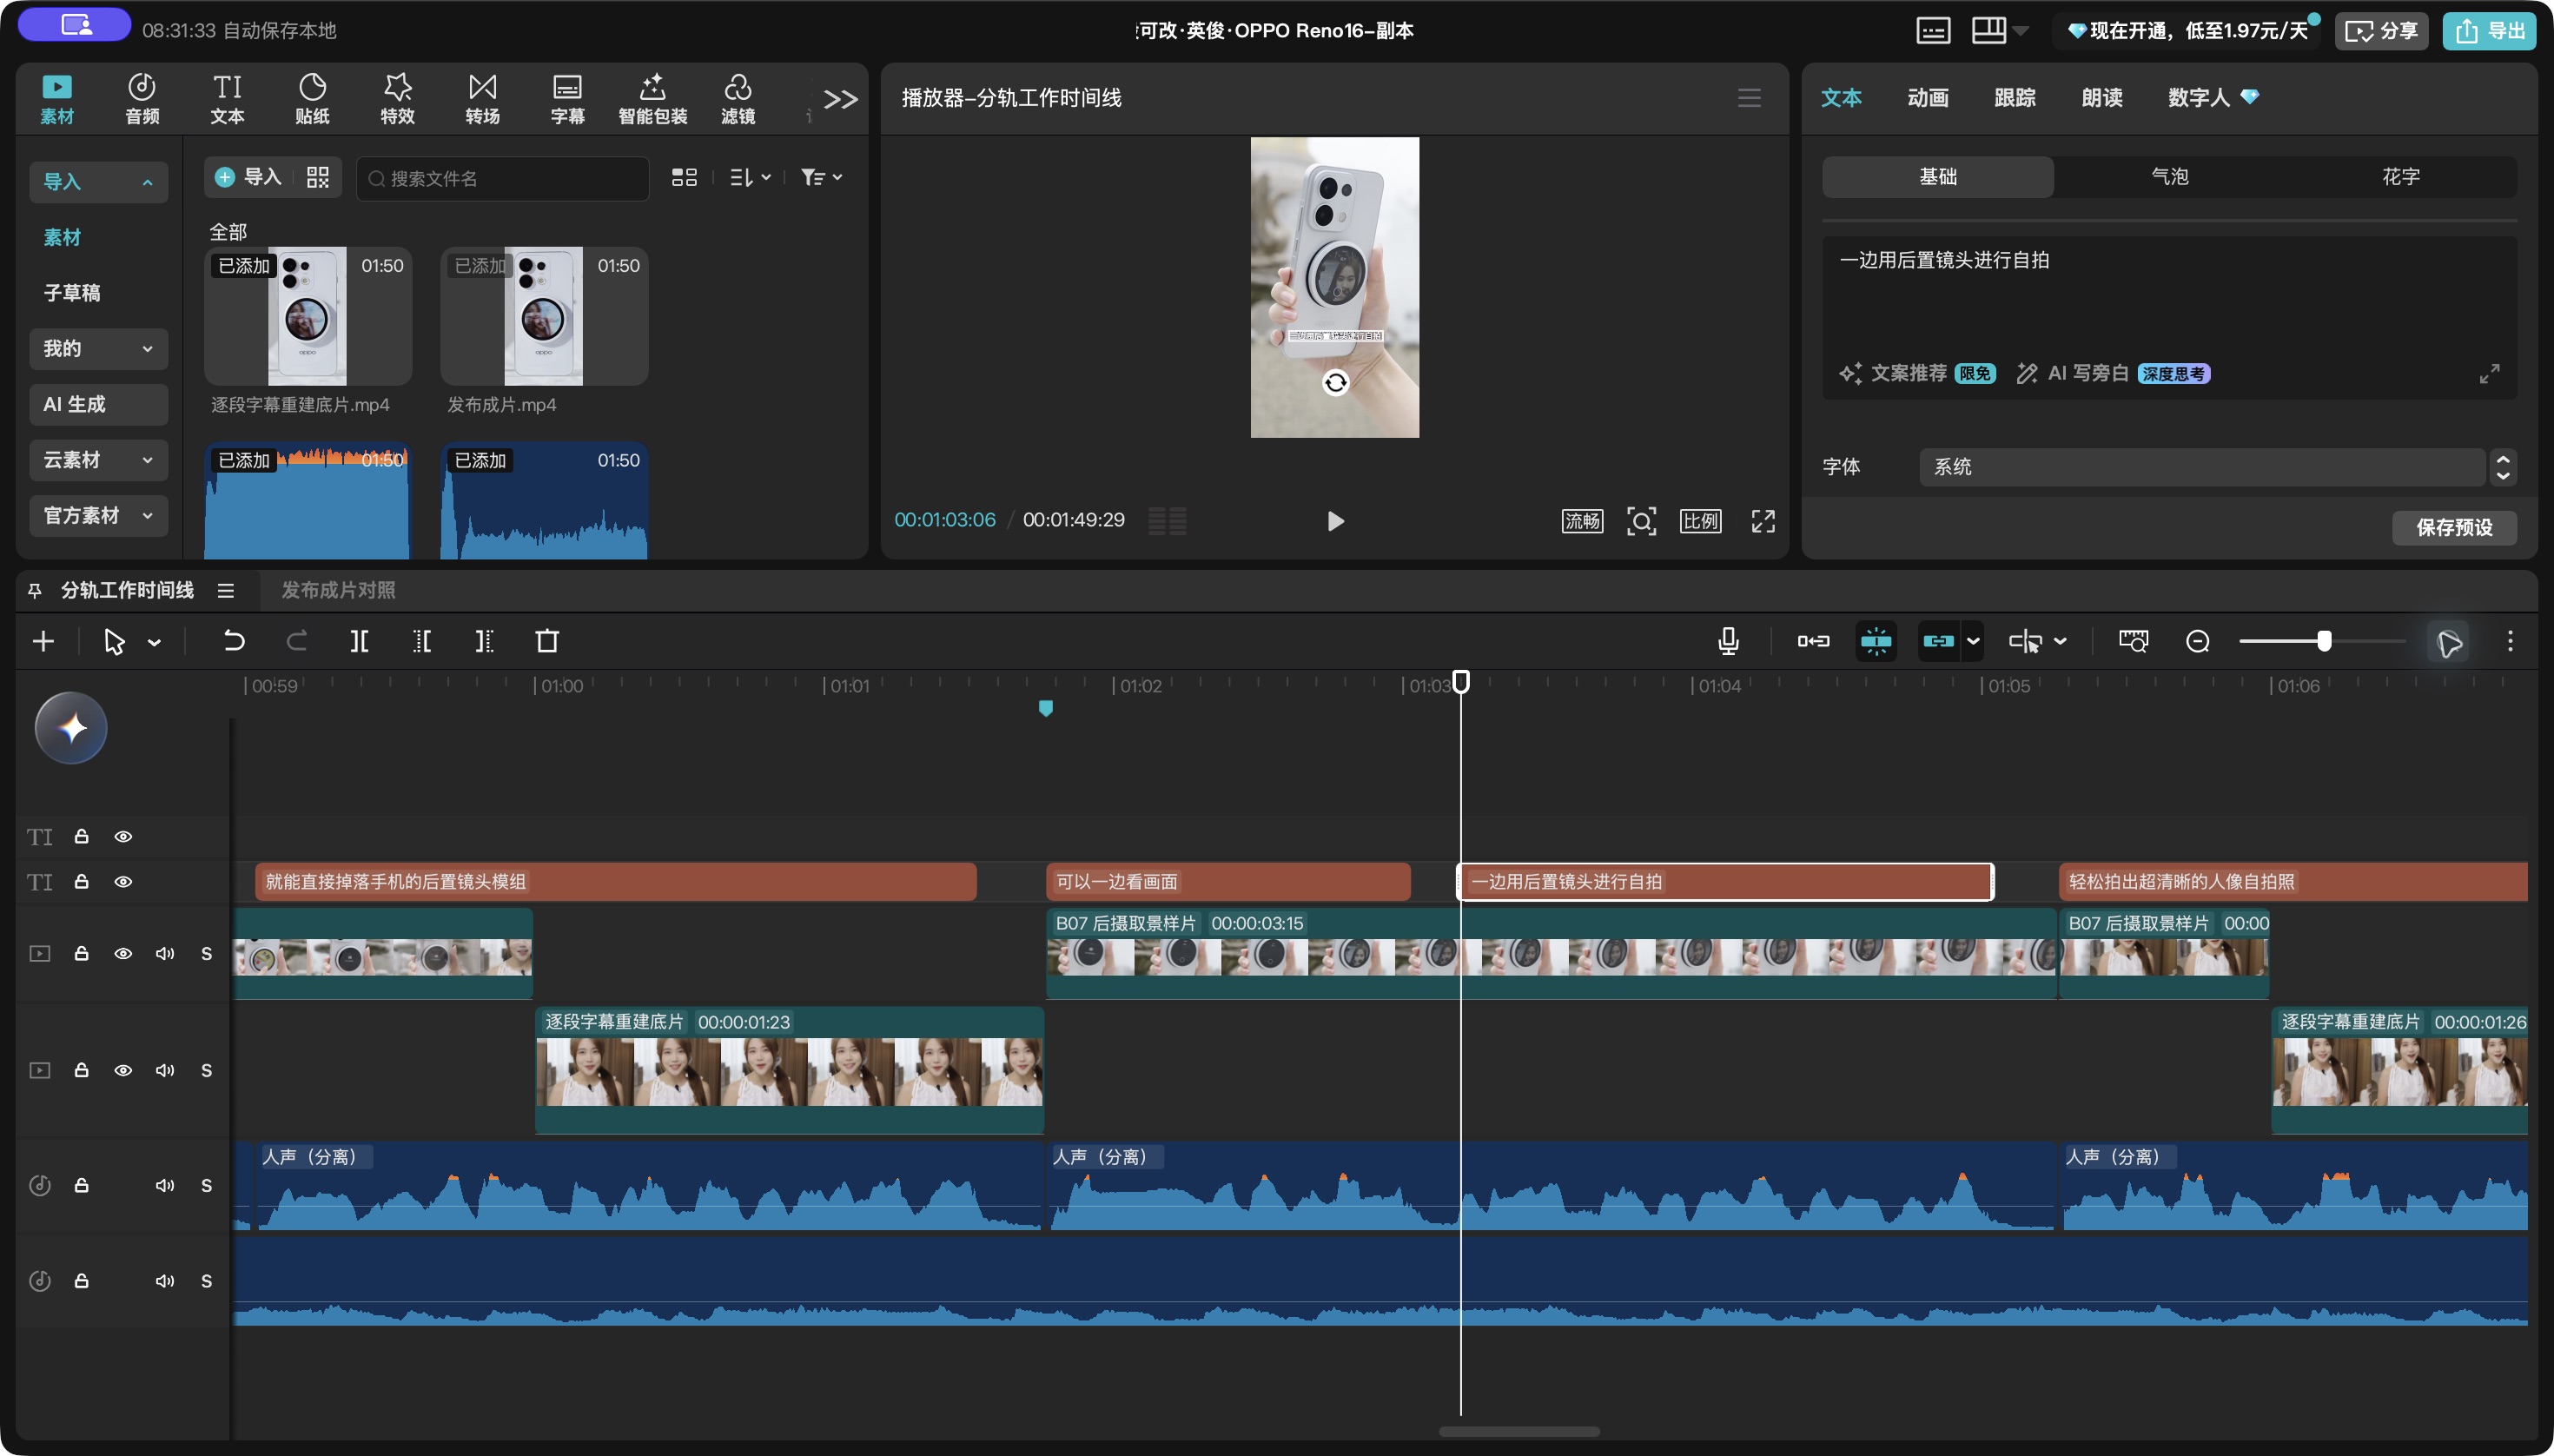 08:31:33 自动保存本地
可改·英俊·OPPO Reno16-副本
现在开通，低至1.97元/天
分享
导出
素材
音频
文本
贴纸
特效
转场
字幕
智能包装
滤镜
导入
素材
子草稿
我的
AI 生成
云素材
官方素材
导入
搜索文件名
全部
已添加
01:50
逐段字幕重建底片.mp4
已添加
01:50
发布成片.mp4
已添加
01:50
已添加
01:50
播放器-分轨工作时间线
一边用后置镜头进行自拍
00:01:03:06 / 00:01:49:29
流畅
比例
文本
动画
跟踪
朗读
数字人
基础
气泡
花字
一边用后置镜头进行自拍
文案推荐
限免
AI 写旁白
深度思考
字体
系统
保存预设
分轨工作时间线
发布成片对照
00:59
01:00
01:01
01:02
01:03
01:04
01:05
01:06
TI
TI
就能直接掉落手机的后置镜头模组
可以一边看画面
一边用后置镜头进行自拍
轻松拍出超清晰的人像自拍照
S
B07 后摄取景样片 00:00:03:15
B07 后摄取景样片 00:00
S
逐段字幕重建底片 00:00:01:23
逐段字幕重建底片 00:00:01:26
S
人声（分离）
人声（分离）
人声（分离）
S